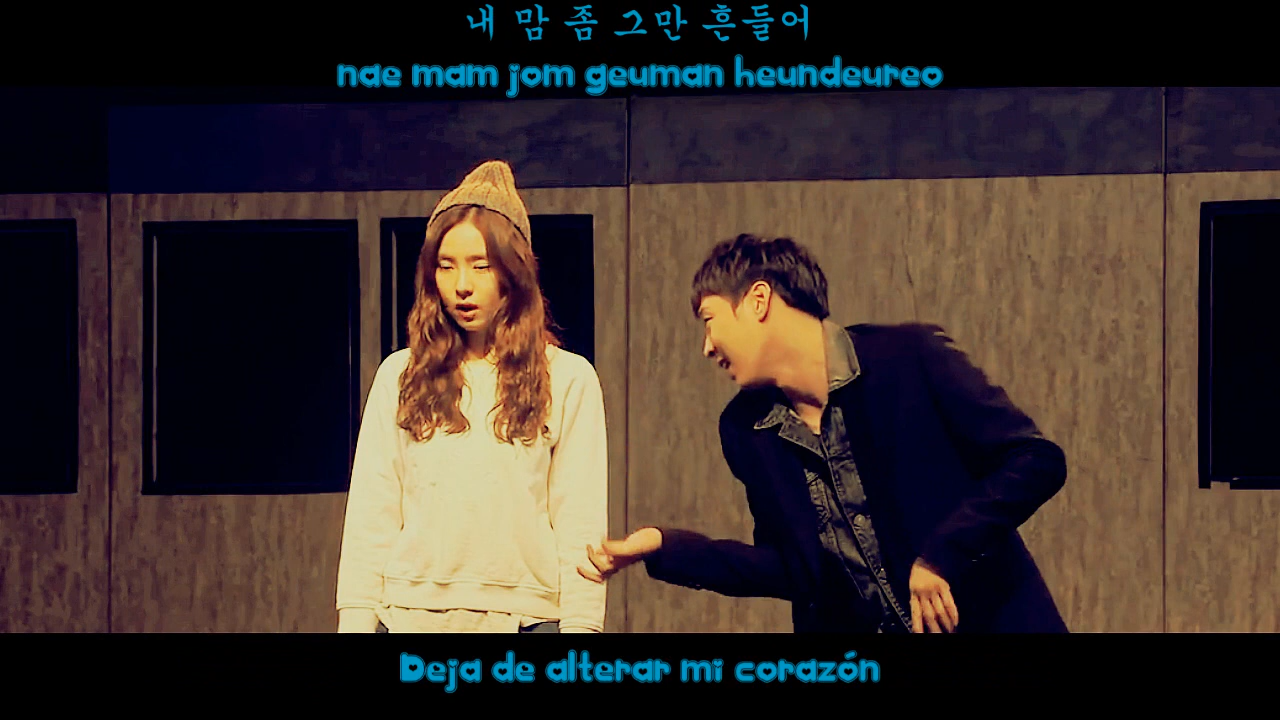 내 맘 좀 그만 흔들어
nae mam jom geuman heundeureo
Deja de alterar mi corazón